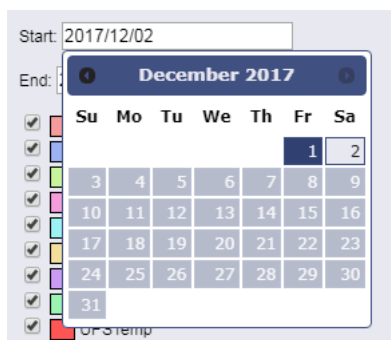 Start: 2017/12/02
End:
December 2017
Su Mo Tu We Th Fr Sa
1 2
3 4 5 6 7 8 9
10 11 12 13 14 15 16
17 18 19 20 21 22 23
24 25 26 27 28 29 30
31